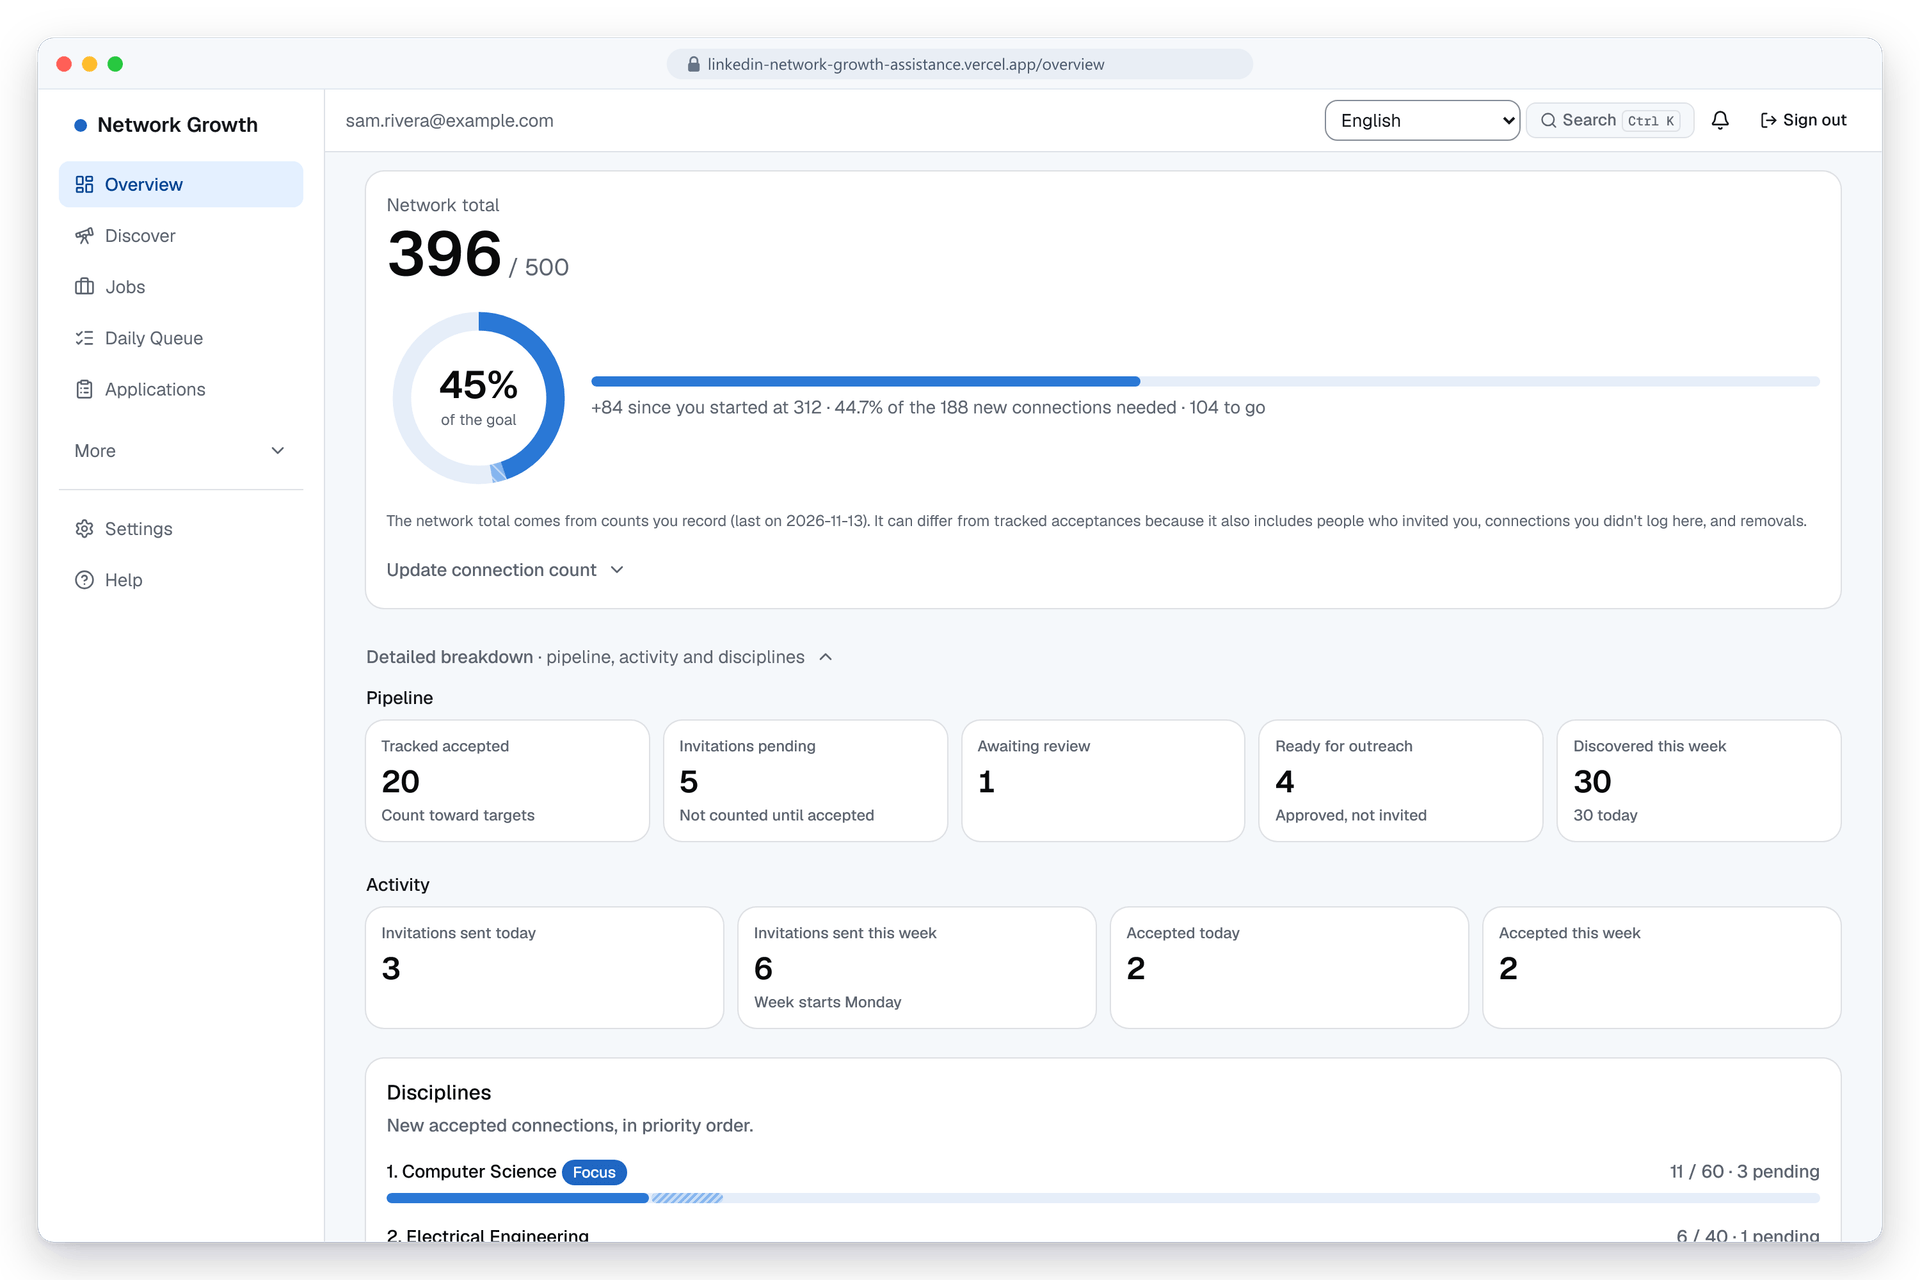 linkedin-network-growth-assistance.vercel.app/overview
Network Growth
Overview
Discover
Jobs
Daily Queue
Applications
More
Settings
Help
sam.rivera@example.com
English
Search Ctrl K
Sign out
Network total
396 / 500
45%
of the goal
+84 since you started at 312 · 44.7% of the 188 new connections needed · 104 to go
The network total comes from counts you record (last on 2026-11-13). It can differ from tracked acceptances because it also includes people who invited you, connections you didn't log here, and removals.
Update connection count
Detailed breakdown · pipeline, activity and disciplines
Pipeline
Tracked accepted
20
Count toward targets
Invitations pending
5
Not counted until accepted
Awaiting review
1
Ready for outreach
4
Approved, not invited
Discovered this week
30
30 today
Activity
Invitations sent today
3
Invitations sent this week
6
Week starts Monday
Accepted today
2
Accepted this week
2
Disciplines
New accepted connections, in priority order.
1. Computer Science Focus
11 / 60 · 3 pending
2. Electrical Engineering
6 / 40 · 1 pending